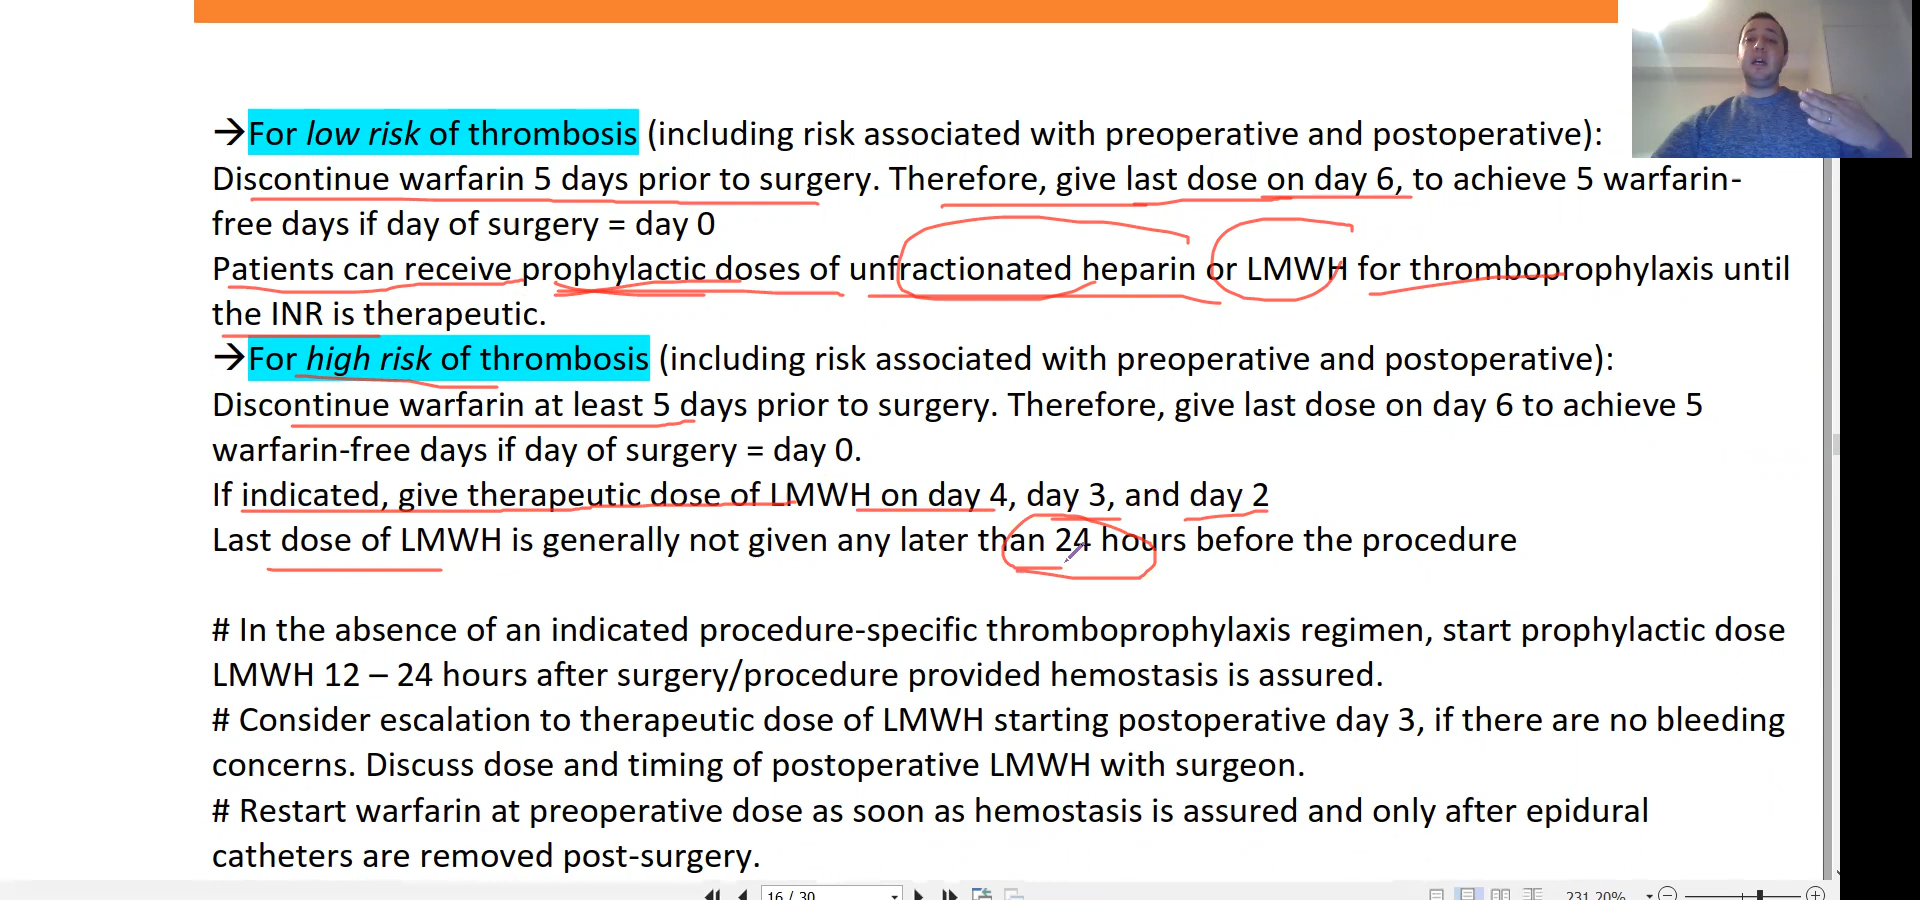 →For low risk of thrombosis (including risk associated with preoperative and postoperative):
Discontinue warfarin 5 days prior to surgery. Therefore, give last dose on day 6, to achieve 5 warfarin-
free days if day of surgery = day 0
Patients can receive prophylactic doses of unfractionated heparin or LMWH for thromboprophylaxis until
the INR is therapeutic.
→For high risk of thrombosis (including risk associated with preoperative and postoperative):
Discontinue warfarin at least 5 days prior to surgery. Therefore, give last dose on day 6 to achieve 5
warfarin-free days if day of surgery = day 0.
If indicated, give therapeutic dose of LMWH on day 4, day 3, and day 2
Last dose of LMWH is generally not given any later than 24 hours before the procedure
# In the absence of an indicated procedure-specific thromboprophylaxis regimen, start prophylactic dose
LMWH 12 – 24 hours after surgery/procedure provided hemostasis is assured.
# Consider escalation to therapeutic dose of LMWH starting postoperative day 3, if there are no bleeding
concerns. Discuss dose and timing of postoperative LMWH with surgeon.
# Restart warfarin at preoperative dose as soon as hemostasis is assured and only after epidural
catheters are removed post-surgery.
16 / 30
231.20%